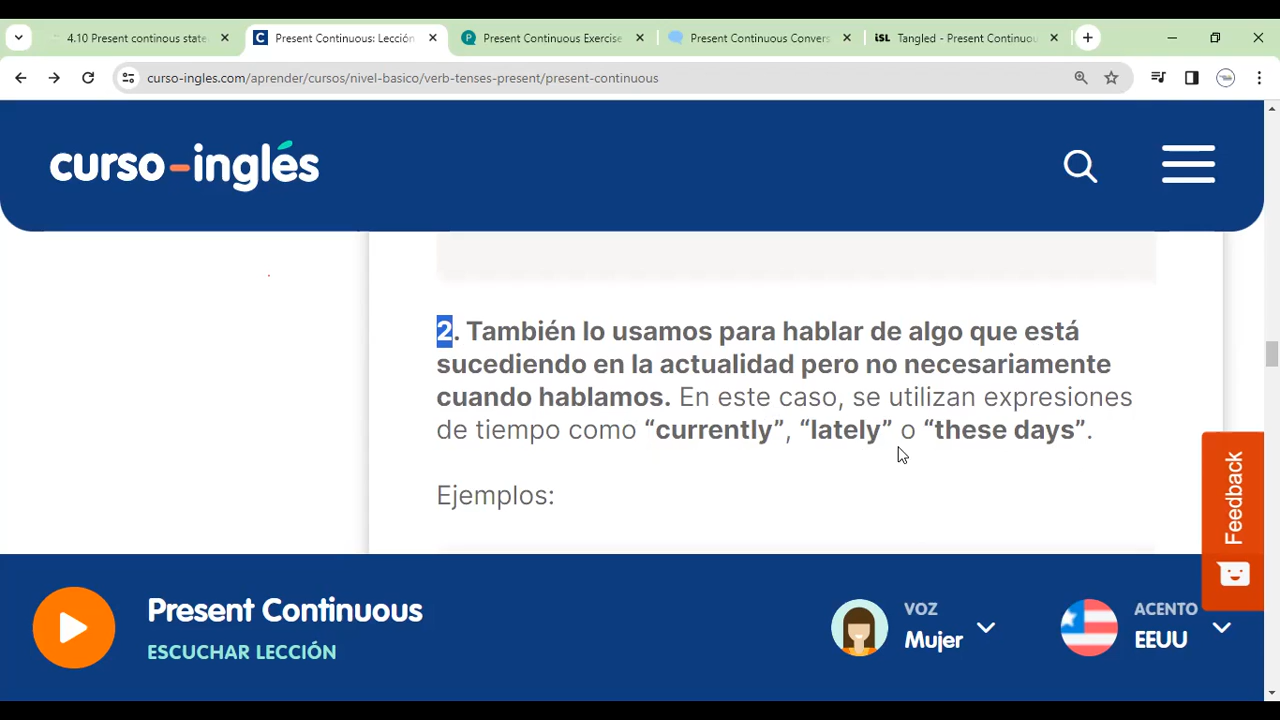 4.10 Present continous state
Present Continuous: Lección
Present Continuous Exercise
Present Continuous Convers
iSL Tangled - Present Continuou
curso-ingles.com/aprender/cursos/nivel-basico/verb-tenses-present/present-continuous
curso-inglés
2. También lo usamos para hablar de algo que está
sucediendo en la actualidad pero no necesariamente
cuando hablamos. En este caso, se utilizan expresiones
de tiempo como “currently”, “lately” o “these days”.
Ejemplos:
Feedback
Present Continuous
ESCUCHAR LECCIÓN
VOZ
Mujer
ACENTO
EEUU